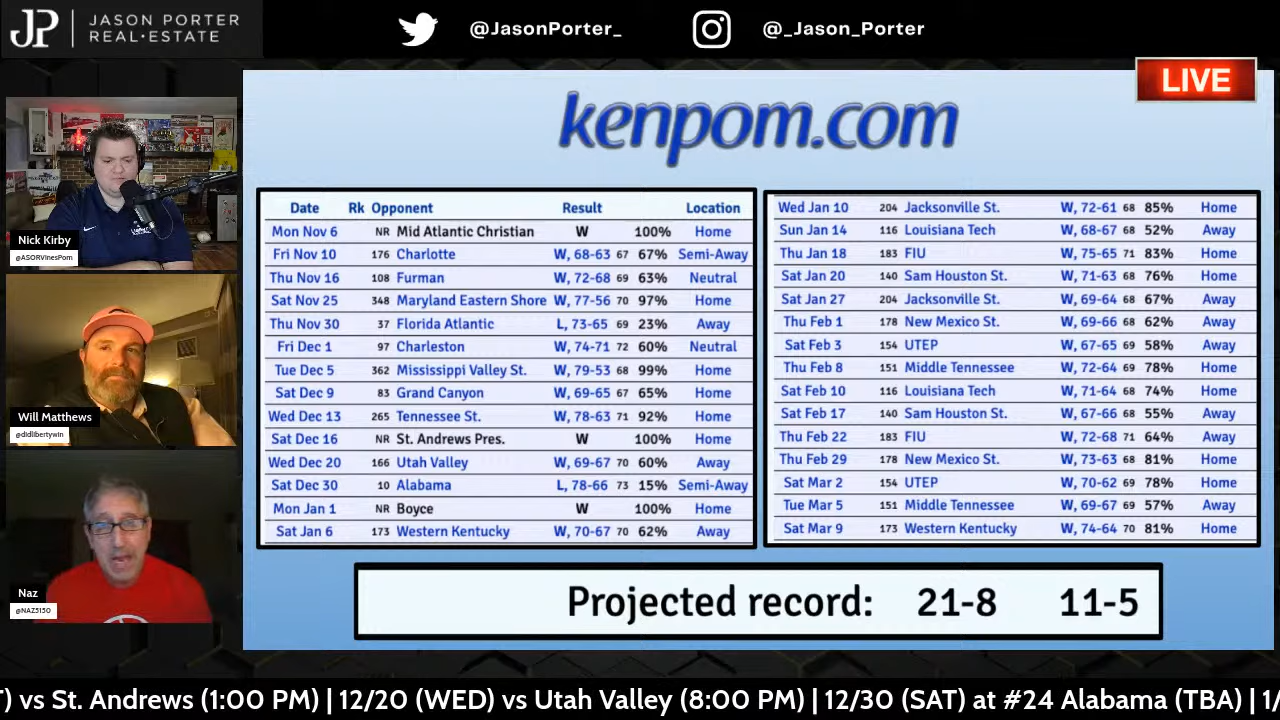 JP | JASON PORTER
REAL•ESTATE
@JasonPorter_
@_Jason_Porter
LIVE
kenpom.com
Date Rk Opponent Result Location
Mon Nov 6 NR Mid Atlantic Christian W 100% Home
Fri Nov 10 176 Charlotte W, 68-63 67 67% Semi-Away
Thu Nov 16 108 Furman W, 72-68 69 63% Neutral
Sat Nov 25 348 Maryland Eastern Shore W, 77-56 70 97% Home
Thu Nov 30 37 Florida Atlantic L, 73-65 69 23% Away
Fri Dec 1 97 Charleston W, 74-71 72 60% Neutral
Tue Dec 5 362 Mississippi Valley St. W, 79-53 68 99% Home
Sat Dec 9 83 Grand Canyon W, 69-65 67 65% Home
Wed Dec 13 265 Tennessee St. W, 78-63 71 92% Home
Sat Dec 16 NR St. Andrews Pres. W 100% Home
Wed Dec 20 166 Utah Valley W, 69-67 70 60% Away
Sat Dec 30 10 Alabama L, 78-66 73 15% Semi-Away
Mon Jan 1 NR Boyce W 100% Home
Sat Jan 6 173 Western Kentucky W, 70-67 70 62% Away
Wed Jan 10 204 Jacksonville St. W, 72-61 68 85% Home
Sun Jan 14 116 Louisiana Tech W, 68-67 68 52% Away
Thu Jan 18 183 FIU W, 75-65 71 83% Home
Sat Jan 20 140 Sam Houston St. W, 71-63 68 76% Home
Sat Jan 27 204 Jacksonville St. W, 69-64 68 67% Away
Thu Feb 1 178 New Mexico St. W, 69-66 68 62% Away
Sat Feb 3 154 UTEP W, 67-65 69 58% Away
Thu Feb 8 151 Middle Tennessee W, 72-64 69 78% Home
Sat Feb 10 116 Louisiana Tech W, 71-64 68 74% Home
Sat Feb 17 140 Sam Houston St. W, 67-66 68 55% Away
Thu Feb 22 183 FIU W, 72-68 71 64% Away
Thu Feb 29 178 New Mexico St. W, 73-63 68 81% Home
Sat Mar 2 154 UTEP W, 70-62 69 78% Home
Tue Mar 5 151 Middle Tennessee W, 69-67 69 57% Away
Sat Mar 9 173 Western Kentucky W, 74-64 70 81% Home
Projected record: 21-8 11-5
Nick Kirby
@ASORVinesPom
Will Matthews
@didlibertywin
Naz
@NAZ5150
) vs St. Andrews (1:00 PM) | 12/20 (WED) vs Utah Valley (8:00 PM) | 12/30 (SAT) at #24 Alabama (TBA) | 1/